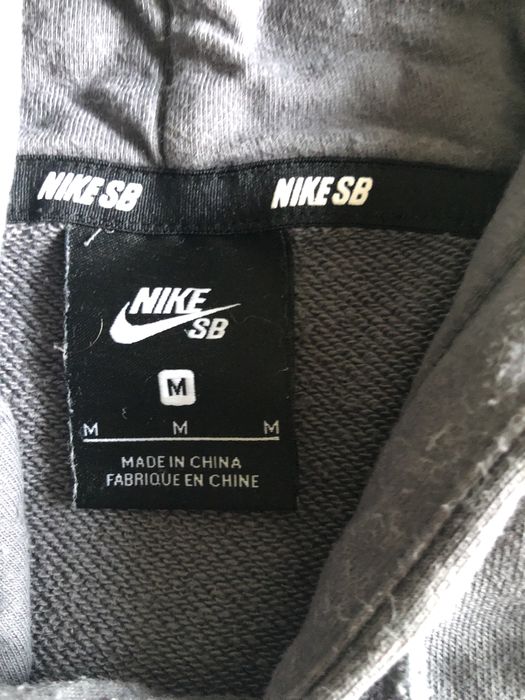 NIKE SB NIKE SB
NIKE
SB
M
M M M
MADE IN CHINA
FABRIQUE EN CHINE